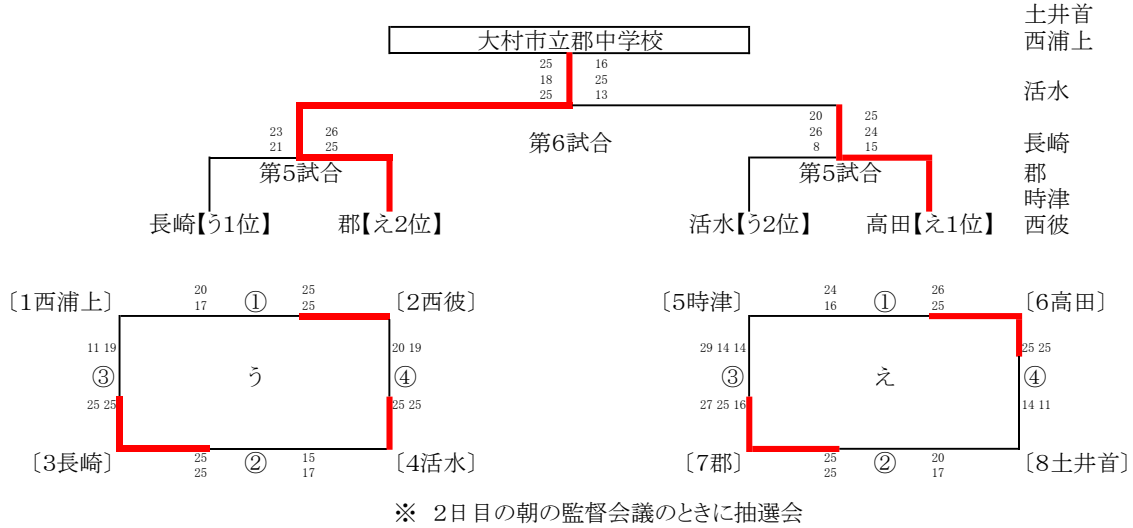 土井首
大村市立郡中学校 西浦上
25 16
18 25
25 13
活水
20 25
23 26 第6試合 26 24 長崎
21 25 8 15
第5試合 第5試合 郡
時津
長崎【う1位】 郡【え2位】 活水【う2位】 高田【え1位】 西彼
〔1西浦上〕 20 ① 25 〔2西彼〕 〔5時津〕 24 ① 26 〔6高田〕
17 25 16 25
11 19 20 19 29 14 14 25 25
③ う ④ ③ え ④
25 25 25 25 27 25 16 14 11
〔3長崎〕 25 ② 15 〔4活水〕 〔7郡〕 25 ② 20 〔8土井首〕
25 17 25 17
※ 2日目の朝の監督会議のときに抽選会